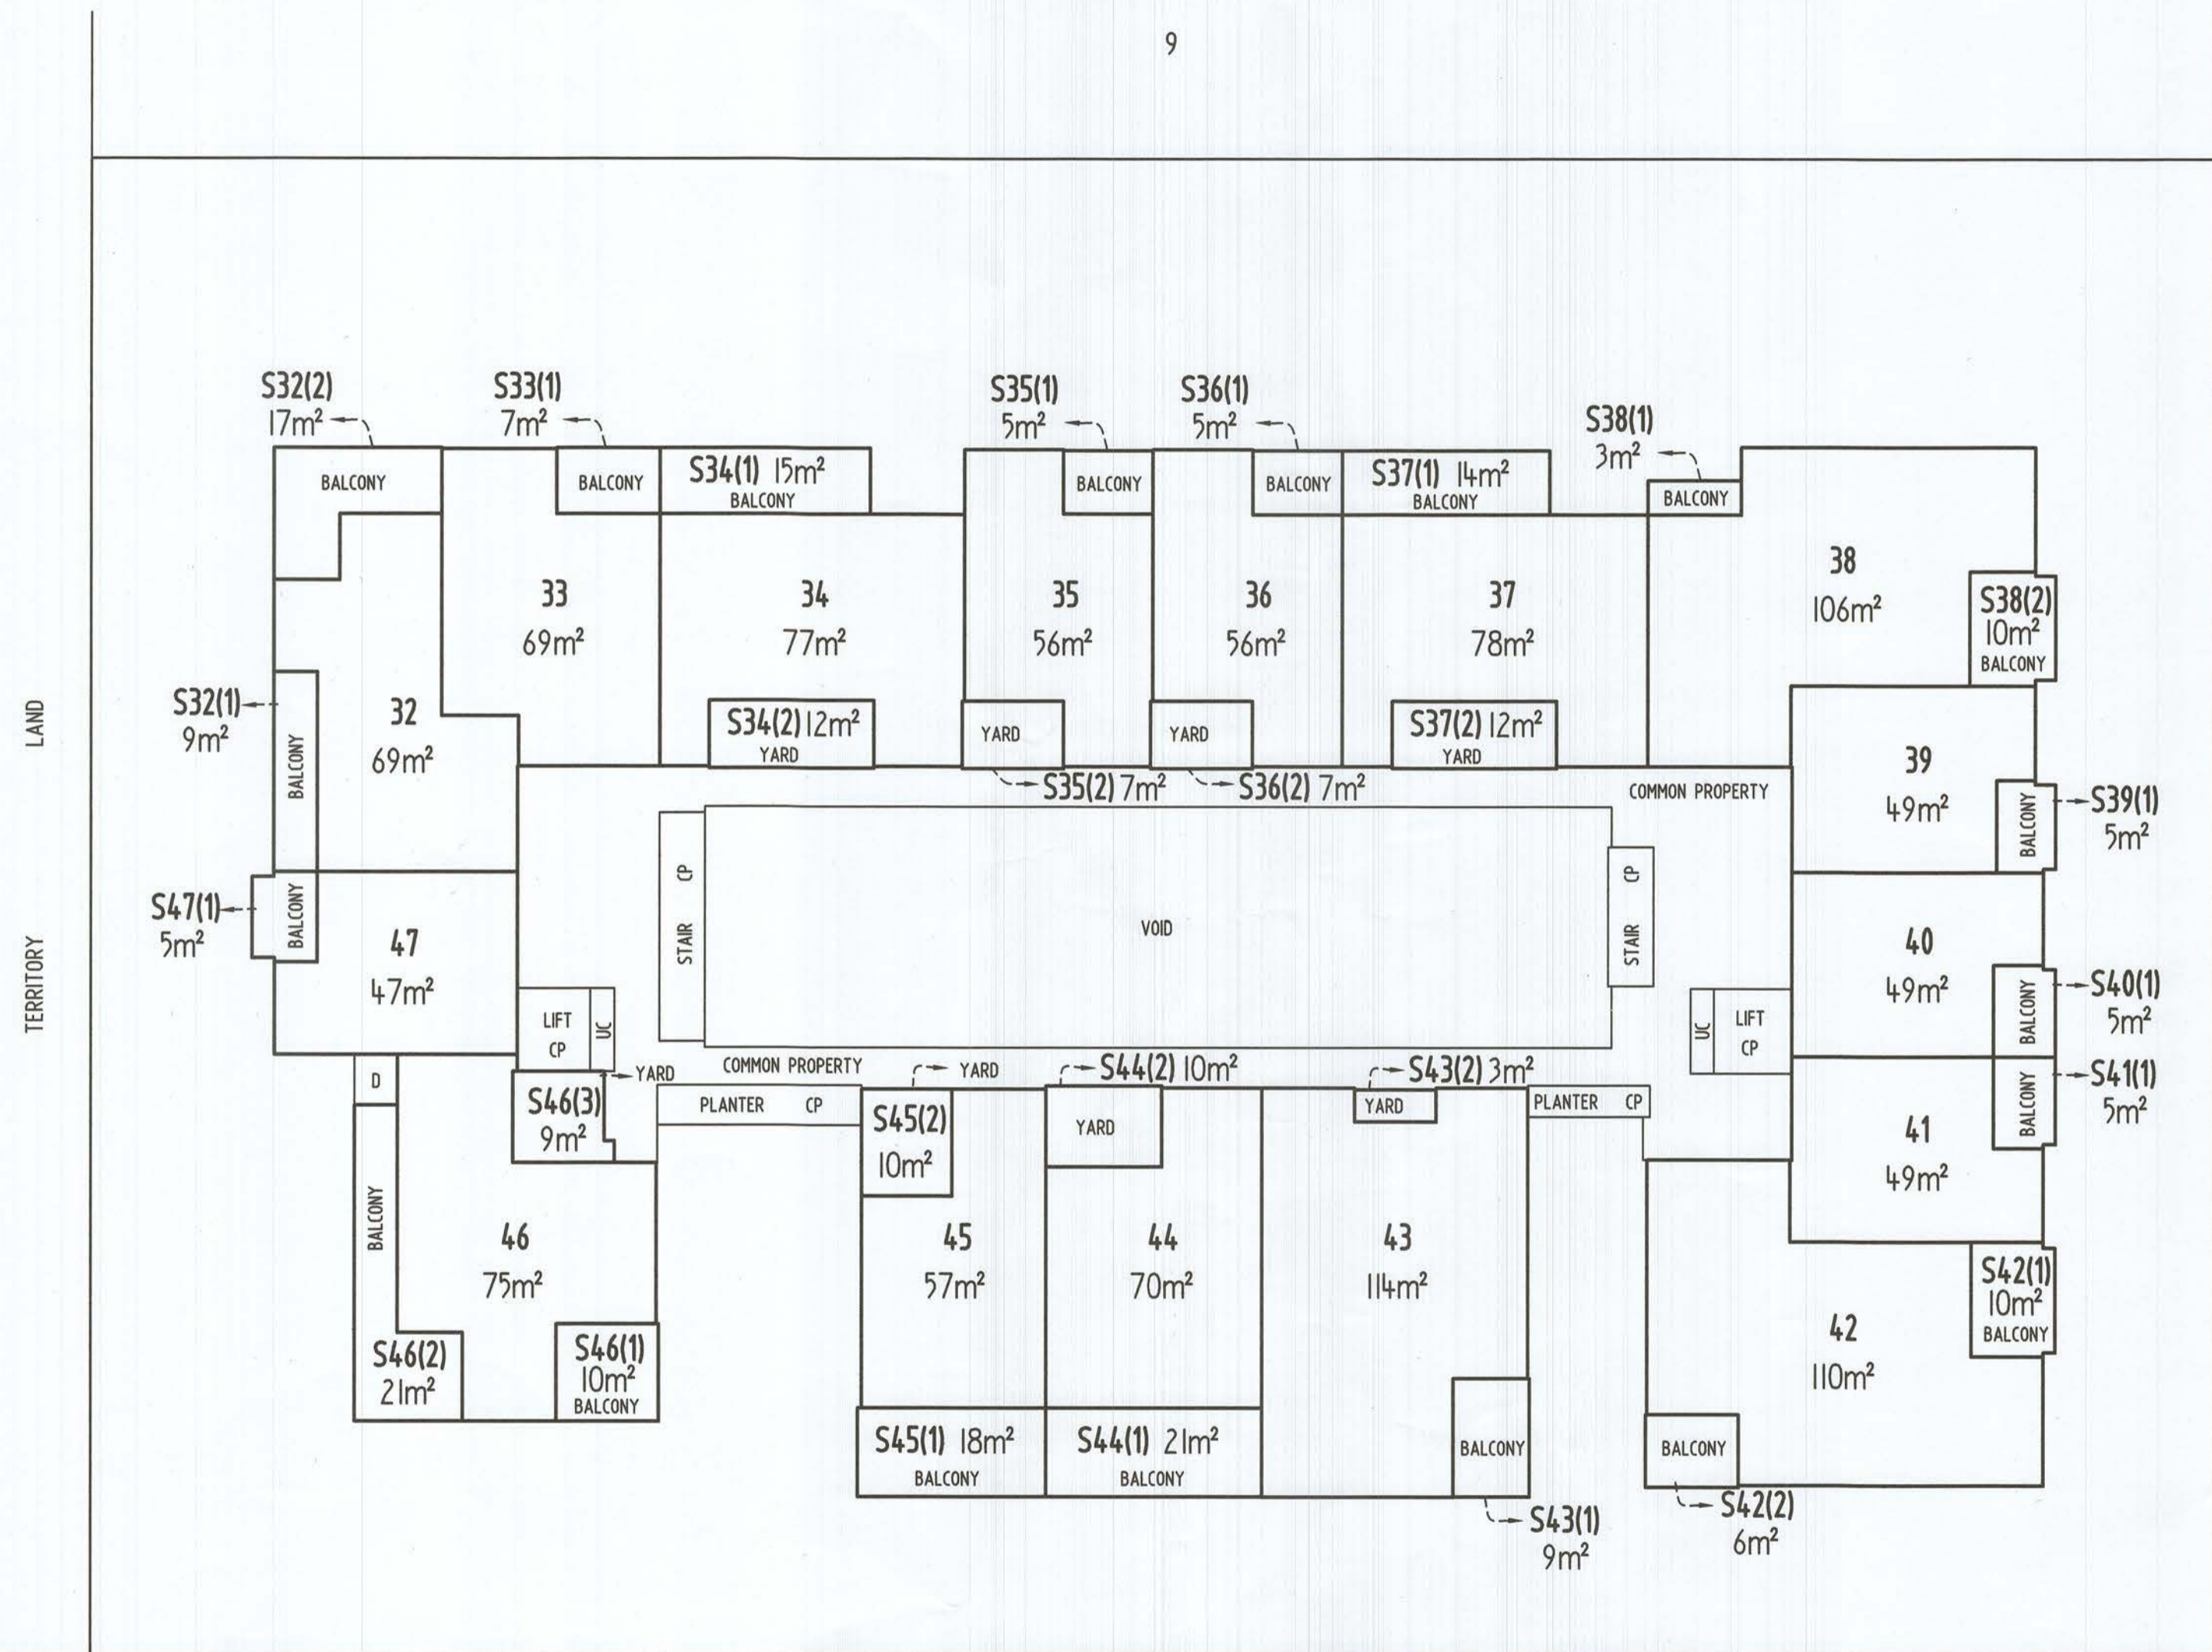 9
S32(2)
17m²
S33(1)
7m²
S35(1)
5m²
S36(1)
5m²
S38(1)
3m²
BALCONY
BALCONY
S34(1) 15m²
BALCONY
BALCONY
BALCONY
S37(1) 14m²
BALCONY
BALCONY
33
69m²
34
77m²
35
56m²
36
56m²
37
78m²
38
106m²
S38(2)
10m²
BALCONY
S32(1)
9m²
BALCONY
32
69m²
S34(2) 12m²
YARD
YARD
S35(2) 7m²
YARD
S36(2) 7m²
S37(2) 12m²
YARD
COMMON PROPERTY
39
49m²
BALCONY
S39(1)
5m²
LAND
TERRITORY
S47(1)
5m²
BALCONY
47
47m²
STAIR CP
VOID
STAIR CP
40
49m²
BALCONY
S40(1)
5m²
LIFT
CP
UC
UC
LIFT
CP
D
YARD
COMMON PROPERTY
YARD
S44(2) 10m²
S43(2) 3m²
BALCONY
S41(1)
5m²
S46(3)
9m²
PLANTER CP
S45(2)
10m²
YARD
YARD
PLANTER CP
41
49m²
BALCONY
46
75m²
45
57m²
44
70m²
43
114m²
42
110m²
S42(1)
10m²
BALCONY
S46(2)
21m²
S46(1)
10m²
BALCONY
S45(1) 18m²
BALCONY
S44(1) 21m²
BALCONY
BALCONY
BALCONY
S43(1)
9m²
S42(2)
6m²